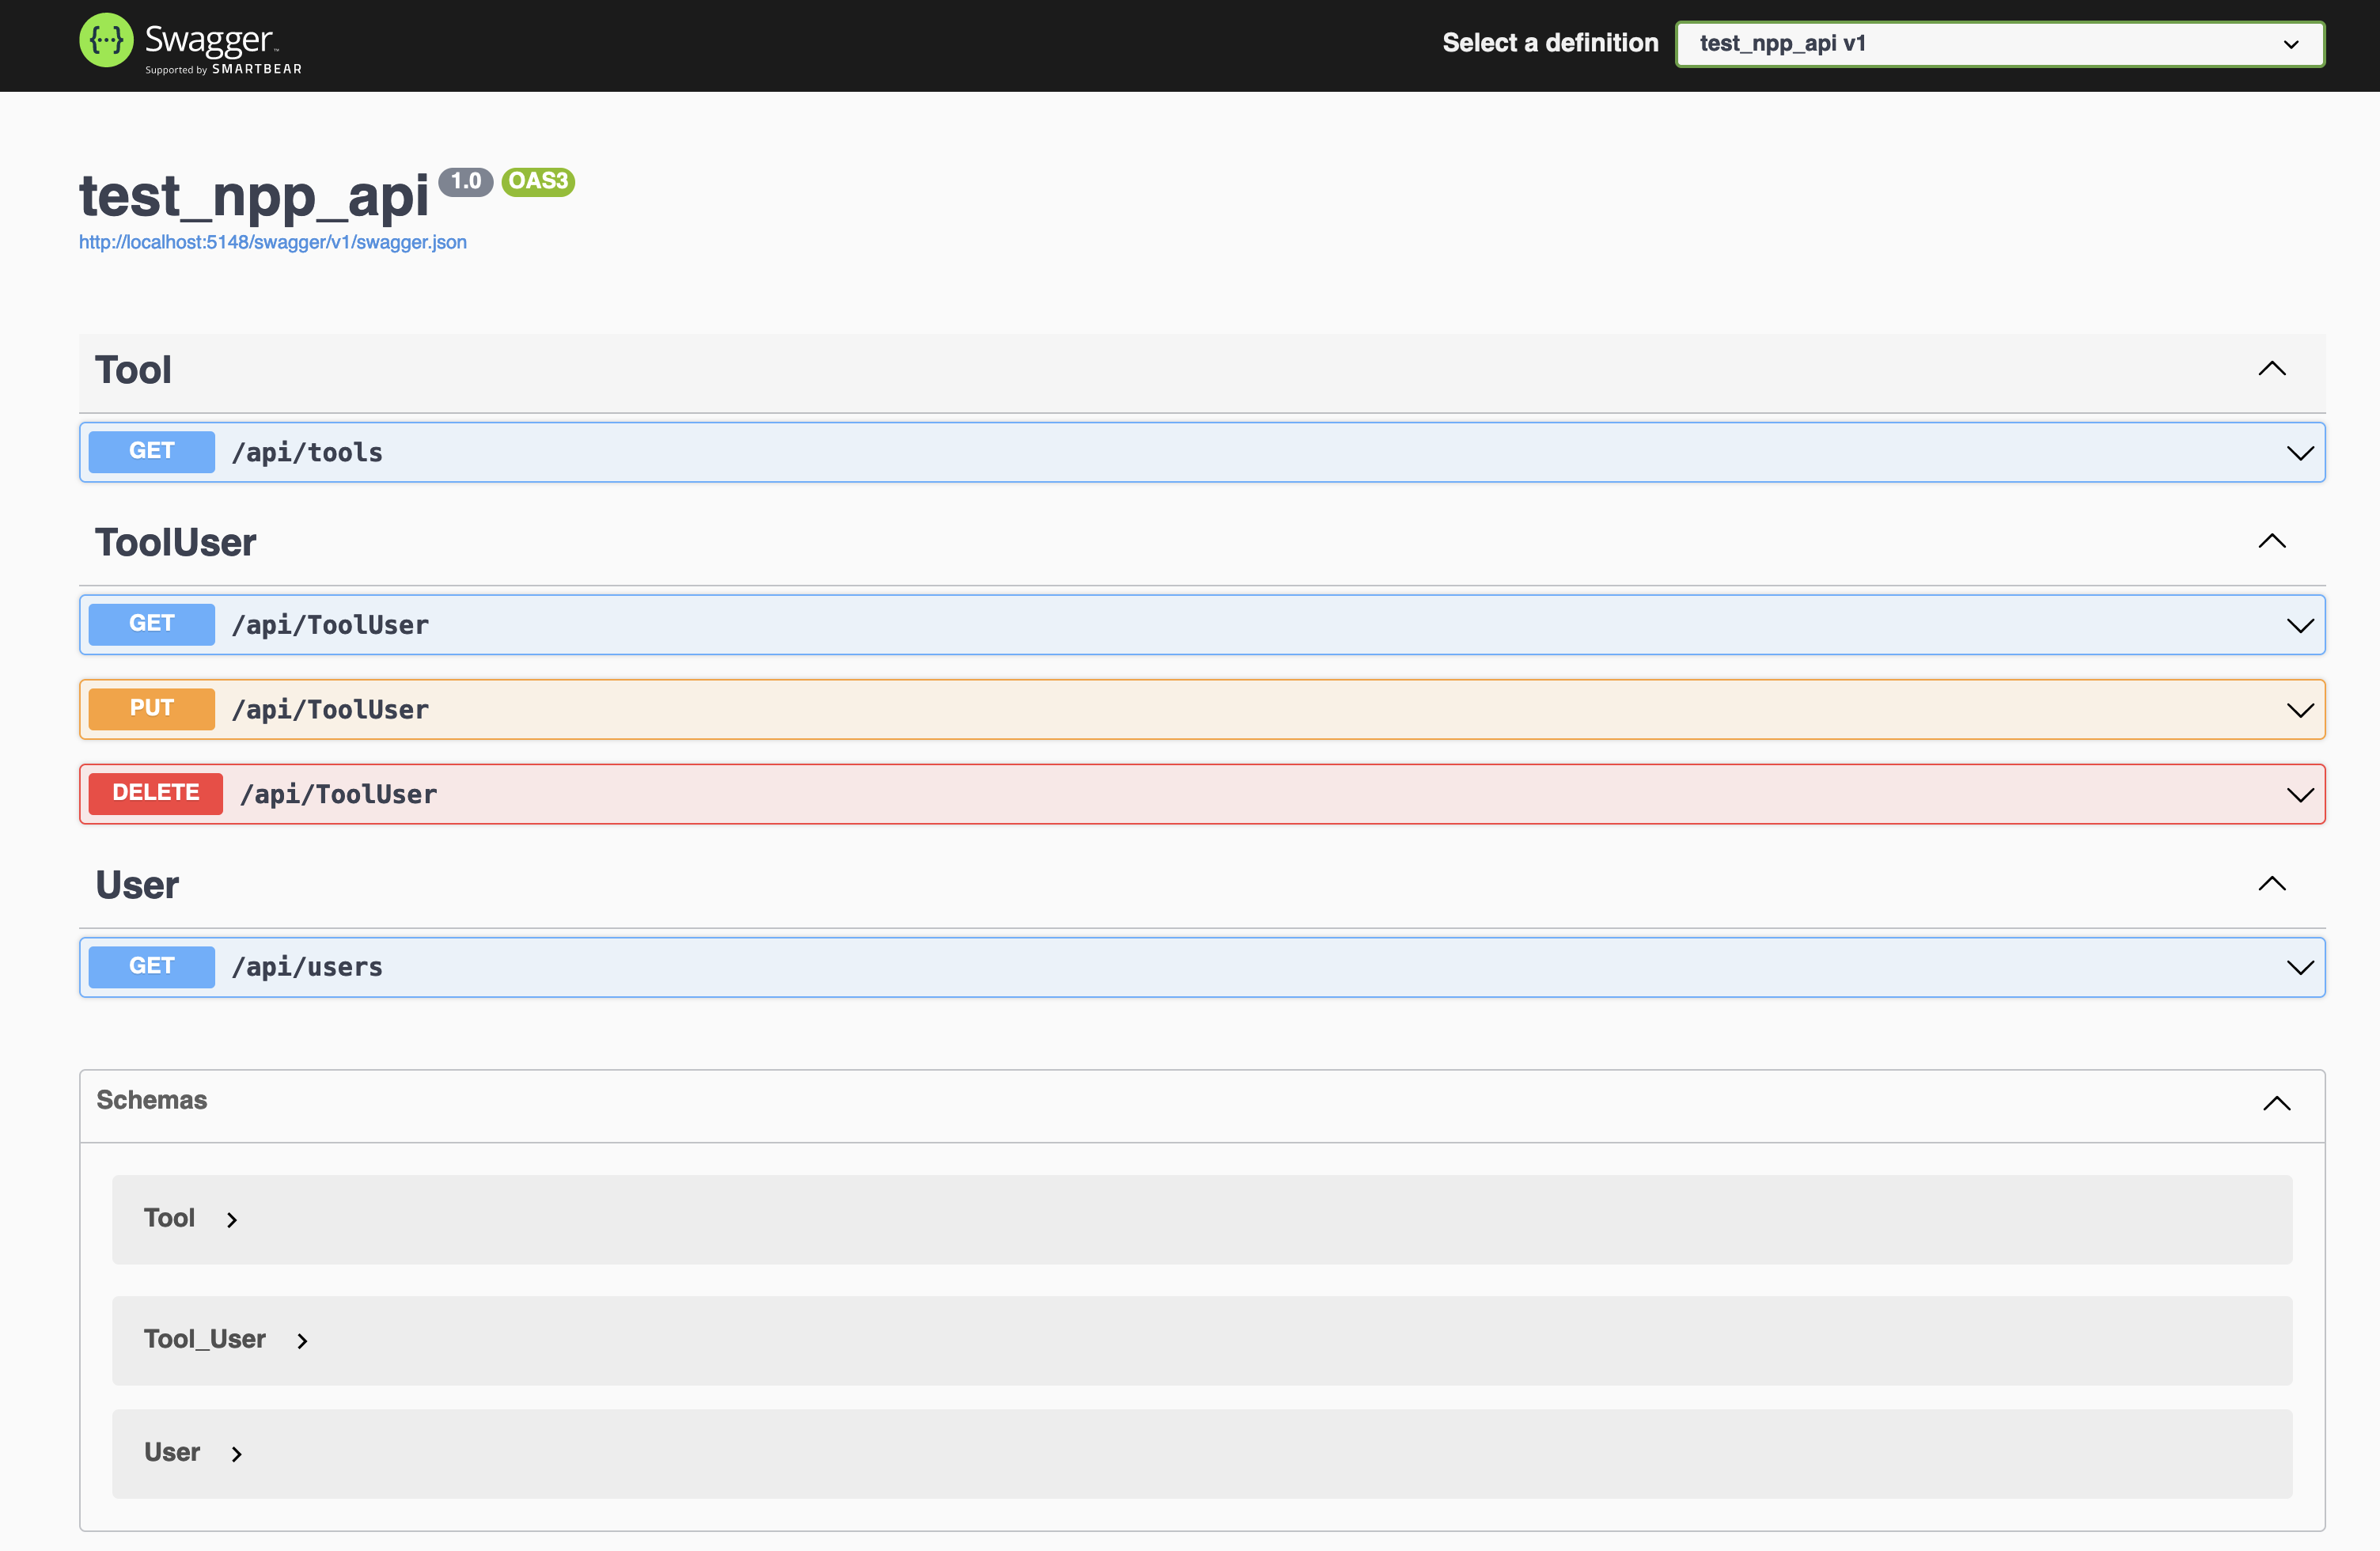 {···} Swagger™
Supported by SMARTBEAR
Select a definition
test_npp_api v1
test_npp_api 1.0 OAS3
http://localhost:5148/swagger/v1/swagger.json
Tool
GET /api/tools
ToolUser
GET /api/ToolUser
PUT /api/ToolUser
DELETE /api/ToolUser
User
GET /api/users
Schemas
Tool
Tool_User
User